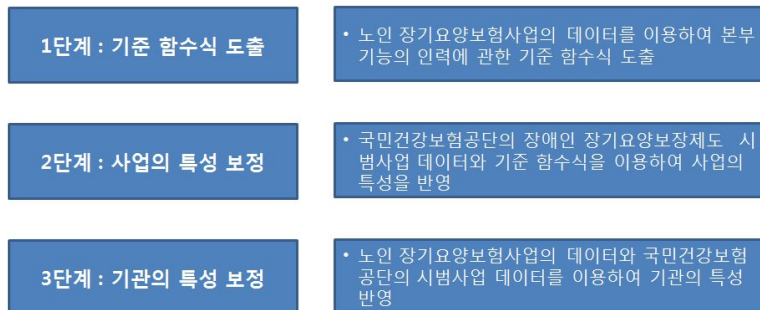 1단계 : 기준 함수식 도출
• 노인 장기요양보험사업의 데이터를 이용하여 본부
기능의 인력에 관한 기준 함수식 도출
2단계 : 사업의 특성 보정
• 국민건강보험공단의 장애인 장기요양보장제도 시
범사업 데이터와 기준 함수식을 이용하여 사업의
특성을 반영
3단계 : 기관의 특성 보정
• 노인 장기요양보험사업의 데이터와 국민건강보험
공단의 시범사업 데이터를 이용하여 기관의 특성
반영